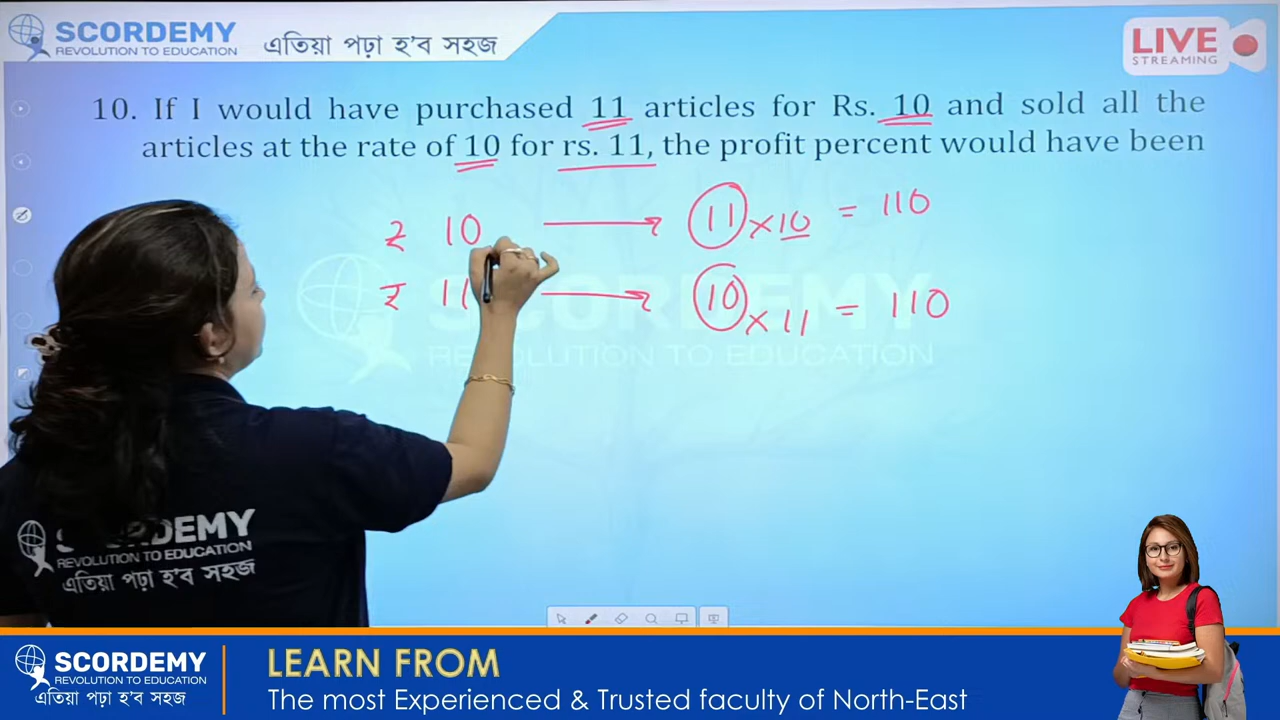 SCORDEMY
REVOLUTION TO EDUCATION
এতিয়া পঢ়া হ'ব সহজ
LIVE
STREAMING
10. If I would have purchased 11 articles for Rs. 10 and sold all the
articles at the rate of 10 for rs. 11, the profit percent would have been
₹ 10 → 11 × 10 = 110
₹ 11 → 10 × 11 = 110
SCORDEMY
REVOLUTION TO EDUCATION
SCORDEMY
REVOLUTION TO EDUCATION
এতিয়া পঢ়া হ'ব সহজ
SCORDEMY
REVOLUTION TO EDUCATION
এতিয়া পঢ়া হ'ব সহজ
LEARN FROM
The most Experienced & Trusted faculty of North-East